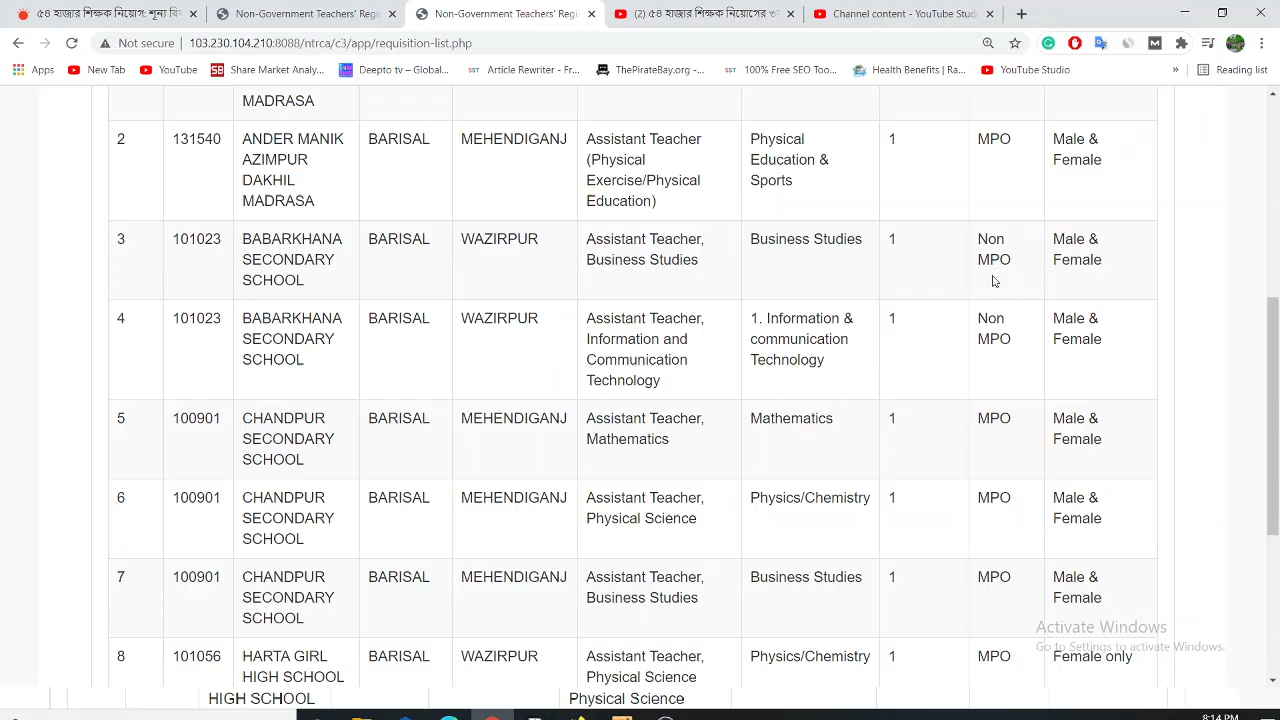 ৫৪ হাজার শিক্ষক নিয়োগ: শূন্য
Non-Government Teachers' Regi
Non-Government Teachers' Regi
(2) ৫৪ হাজার শিক্ষক নিয়োগের
Channel content - YouTube Stud
Not secure
103.230.104.210:8088/ntrca/c3/app/requisition-list.php
Apps
New Tab
YouTube
Share Market Analy...
Deepto tv – Global...
Article Rewriter - Fr...
ThePirateBay.org -...
100% Free SEO Too...
Health Benefits | Ra...
YouTube Studio
»
Reading list
MADRASA
2 131540 ANDER MANIK BARISAL MEHENDIGANJ Assistant Teacher Physical 1 MPO Male &
AZIMPUR (Physical Education & Female
DAKHIL Exercise/Physical Sports
MADRASA Education)
3 101023 BABARKHANA BARISAL WAZIRPUR Assistant Teacher, Business Studies 1 Non Male &
SECONDARY Business Studies MPO Female
SCHOOL
4 101023 BABARKHANA BARISAL WAZIRPUR Assistant Teacher, 1. Information & 1 Non Male &
SECONDARY Information and communication MPO Female
SCHOOL Communication Technology
Technology
5 100901 CHANDPUR BARISAL MEHENDIGANJ Assistant Teacher, Mathematics 1 MPO Male &
SECONDARY Mathematics Female
SCHOOL
6 100901 CHANDPUR BARISAL MEHENDIGANJ Assistant Teacher, Physics/Chemistry 1 MPO Male &
SECONDARY Physical Science Female
SCHOOL
7 100901 CHANDPUR BARISAL MEHENDIGANJ Assistant Teacher, Business Studies 1 MPO Male &
SECONDARY Business Studies Female
SCHOOL
Activate Windows
Go to Settings to activate Windows.
8 101056 HARTA GIRL BARISAL WAZIRPUR Assistant Teacher, Physics/Chemistry 1 MPO Female only
HIGH SCHOOL Physical Science
HIGH SCHOOL Physical Science
8:14 PM